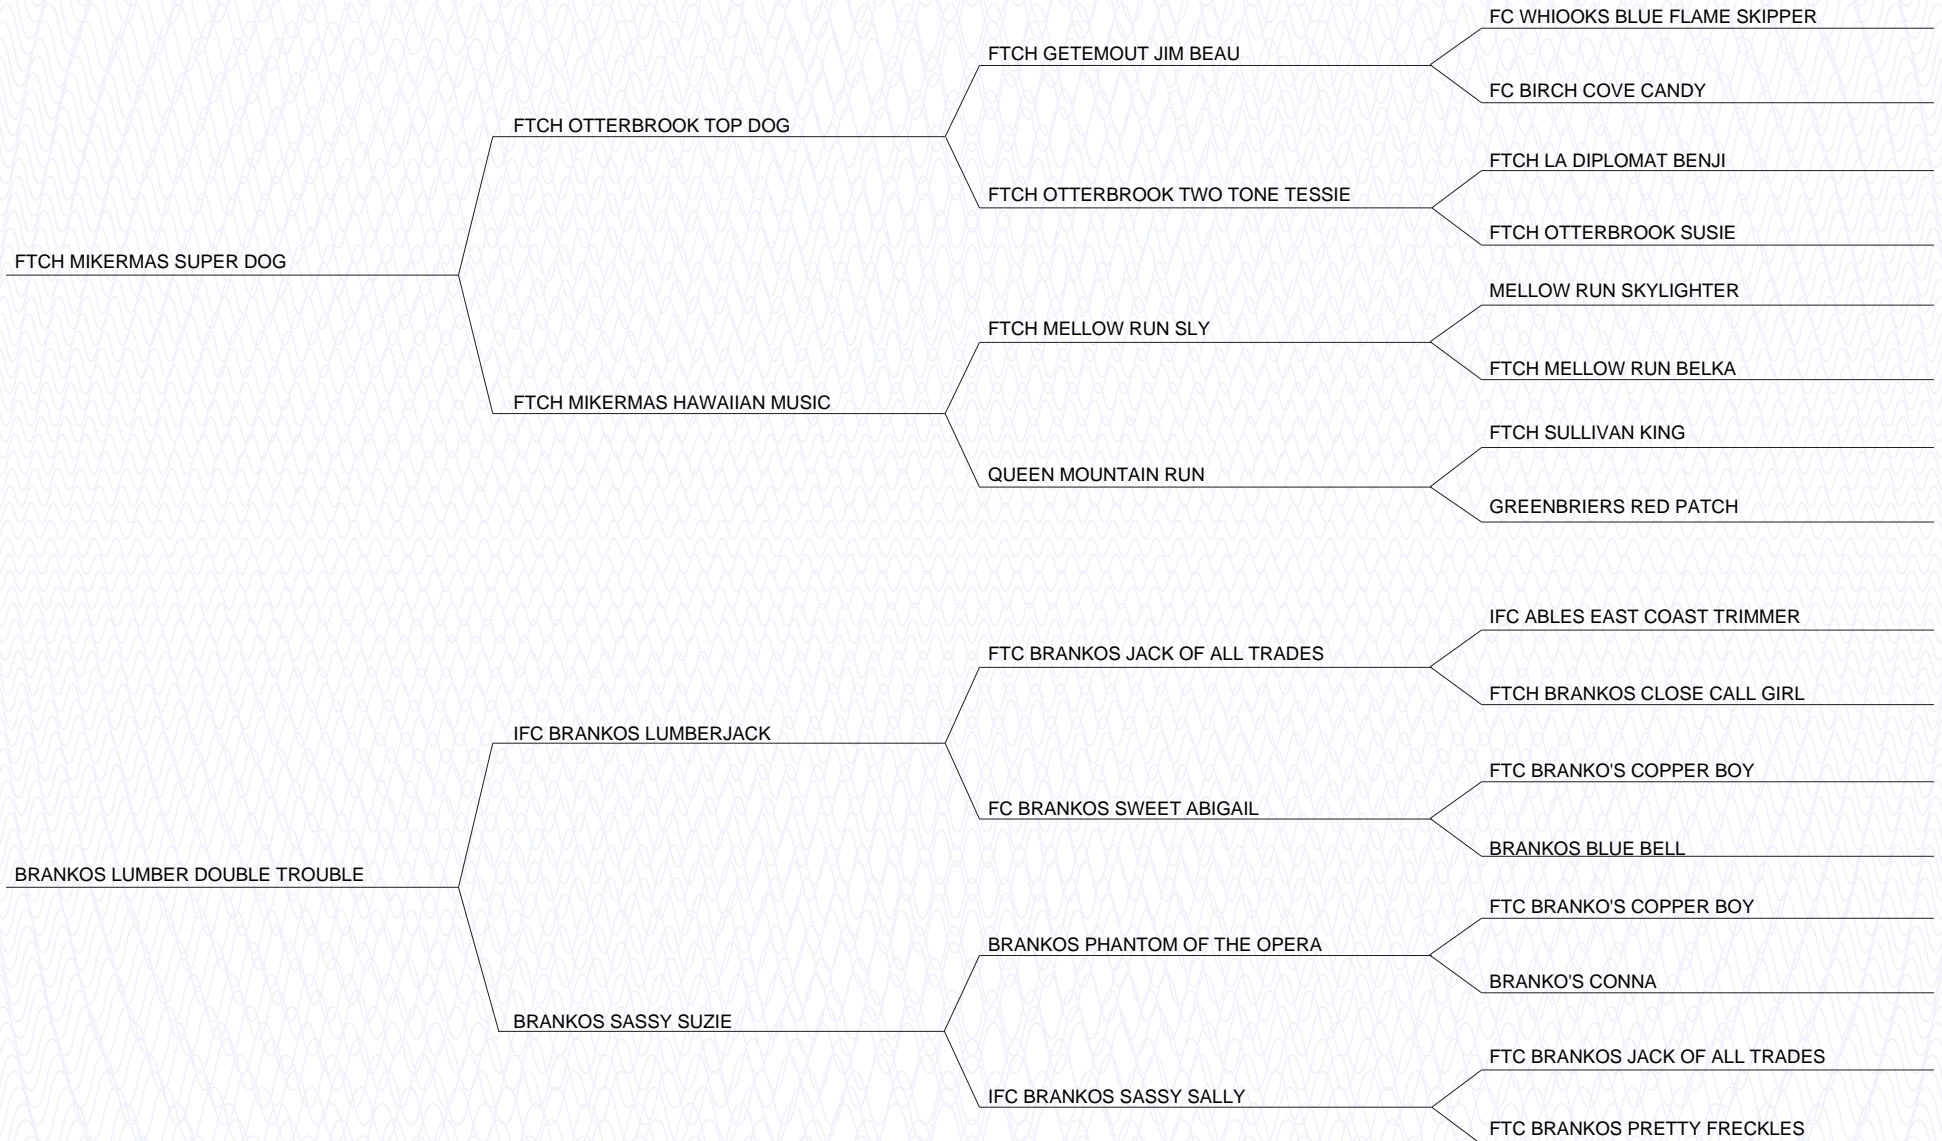 FC WHIOOKS BLUE FLAME SKIPPER
FTCH GETEMOUT JIM BEAU
FC BIRCH COVE CANDY
FTCH OTTERBROOK TOP DOG
FTCH LA DIPLOMAT BENJI
FTCH OTTERBROOK TWO TONE TESSIE
FTCH OTTERBROOK SUSIE
FTCH MIKERMAS SUPER DOG
MELLOW RUN SKYLIGHTER
FTCH MELLOW RUN SLY
FTCH MELLOW RUN BELKA
FTCH MIKERMAS HAWAIIAN MUSIC
FTCH SULLIVAN KING
QUEEN MOUNTAIN RUN
GREENBRIERS RED PATCH
IFC ABLES EAST COAST TRIMMER
FTC BRANKOS JACK OF ALL TRADES
FTCH BRANKOS CLOSE CALL GIRL
IFC BRANKOS LUMBERJACK
FTC BRANKO'S COPPER BOY
FC BRANKOS SWEET ABIGAIL
BRANKOS BLUE BELL
BRANKOS LUMBER DOUBLE TROUBLE
FTC BRANKO'S COPPER BOY
BRANKOS PHANTOM OF THE OPERA
BRANKO'S CONNA
BRANKOS SASSY SUZIE
FTC BRANKOS JACK OF ALL TRADES
IFC BRANKOS SASSY SALLY
FTC BRANKOS PRETTY FRECKLES